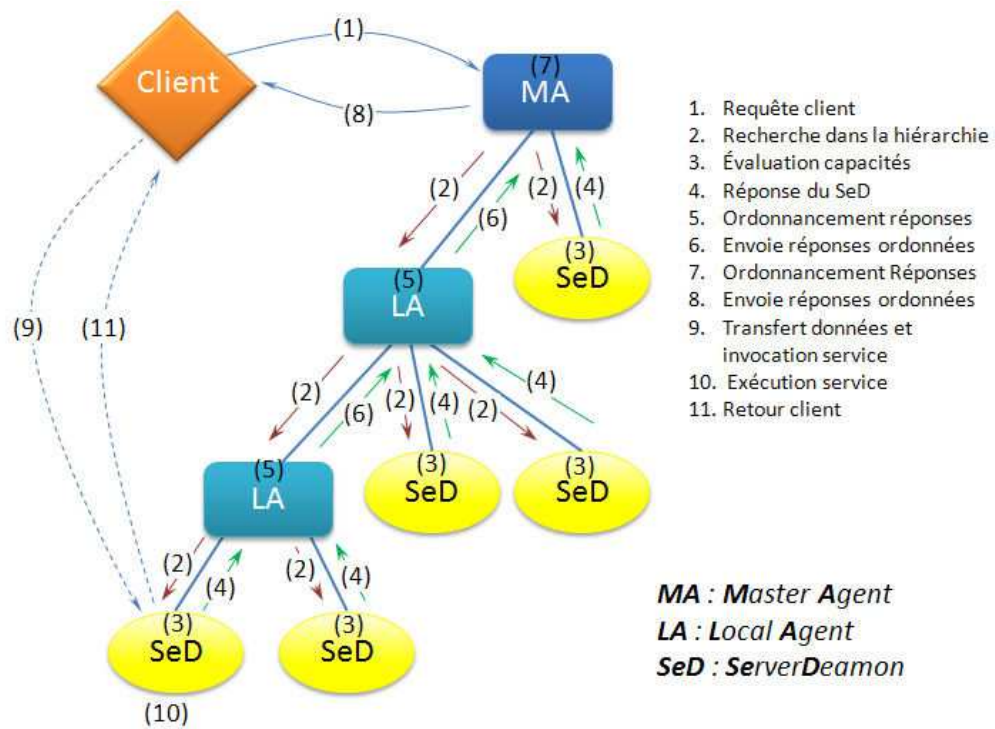 (1)
(7)
Client
MA
(8)
1. Requête client
2. Recherche dans la hiérarchie
3. Évaluation capacités
4. Réponse du SeD
5. Ordonnancement réponses
6. Envoie réponses ordonnées
7. Ordonnancement Réponses
8. Envoie réponses ordonnées
9. Transfert données et
invocation service
10. Exécution service
11. Retour client
(2)
(2)
(4)
(6)
(3)
SeD
(5)
LA
(9)
(11)
(2)
(6)
(2)
(4)
(2)
(4)
(3)
SeD
(3)
SeD
(5)
LA
(2)
(4)
(2)
(4)
(3)
SeD
(3)
SeD
(10)
MA : Master Agent
LA : Local Agent
SeD : ServerDeamon